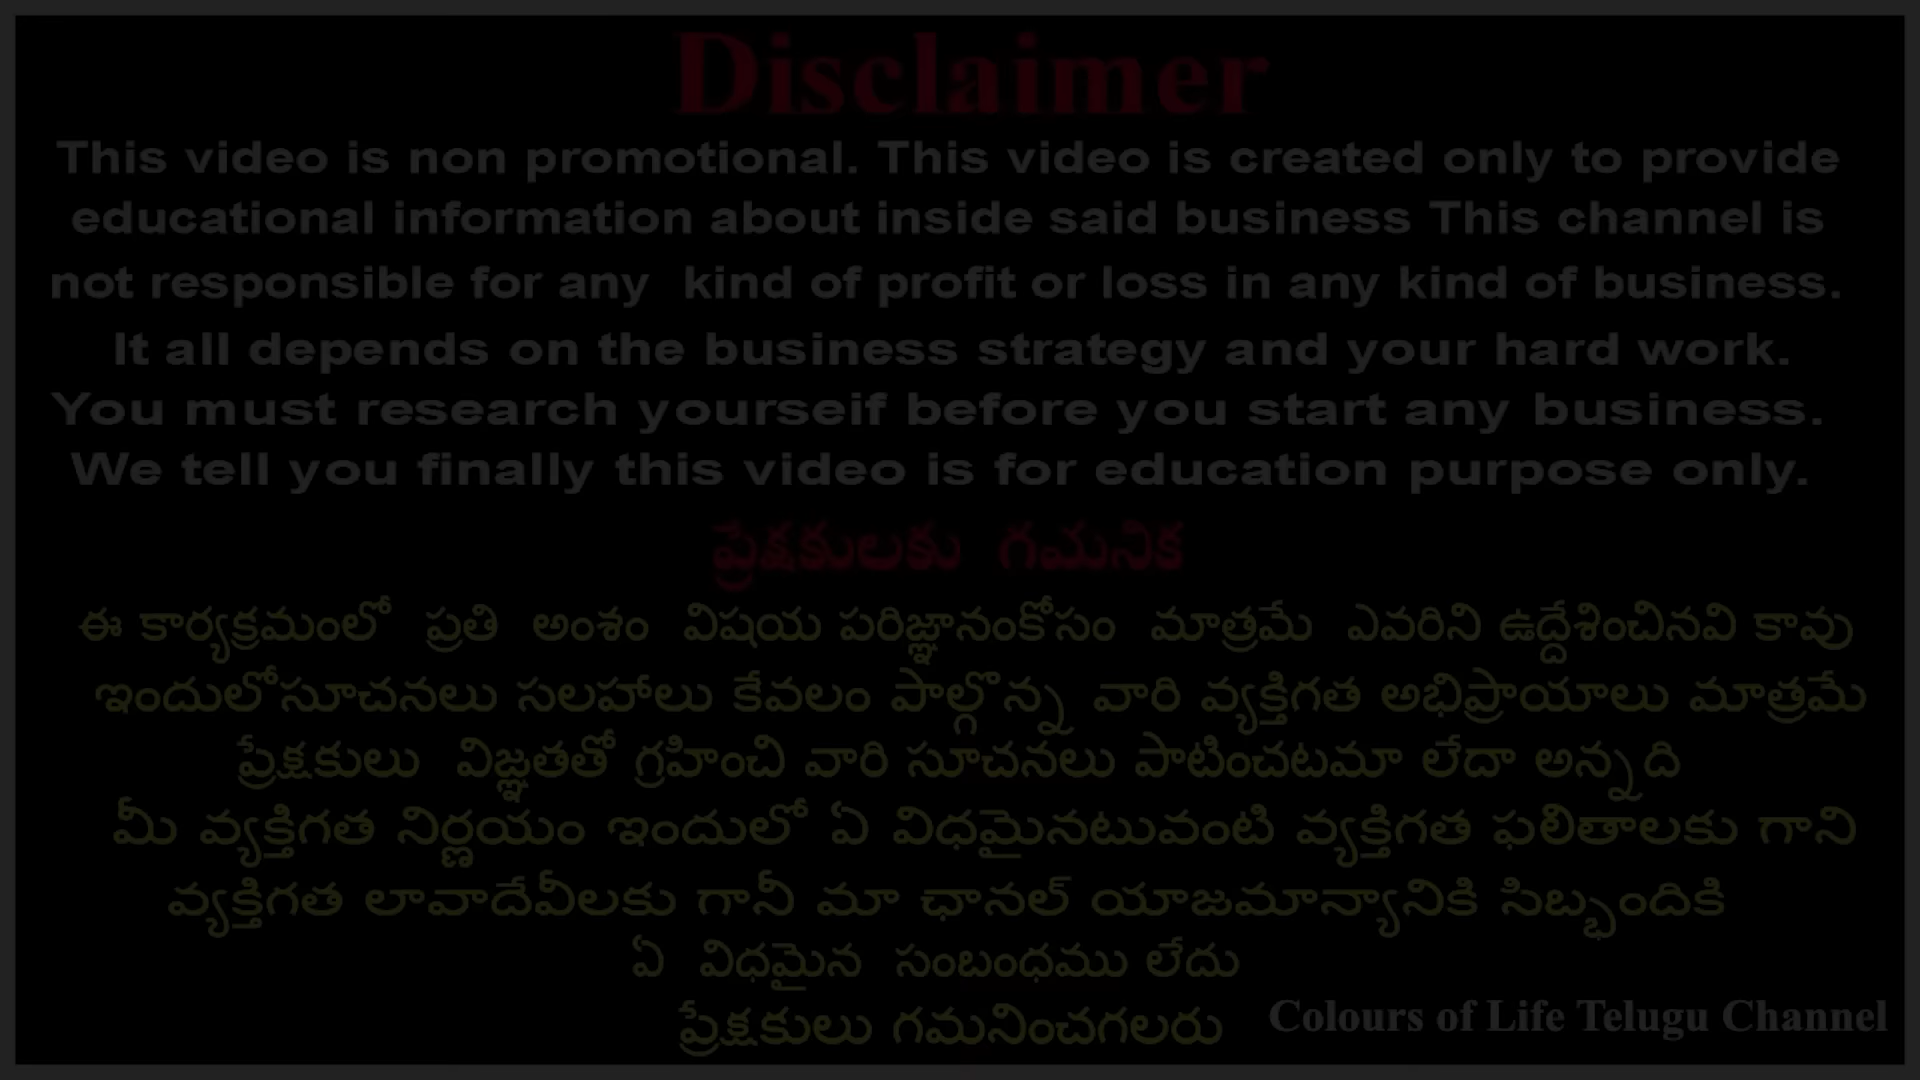 Disclaimer
This video is non promotional. This video is created only to provide
educational information about inside said business This channel is
not responsible for any kind of profit or loss in any kind of business.
It all depends on the business strategy and your hard work.
You must research yourseif before you start any business.
We tell you finally this video is for education purpose only.
ప్రేక్షకులకు గమనిక
ఈ కార్యక్రమంలో ప్రతి అంశం విషయ పరిజ్ఞానంకోసం మాత్రమే ఎవరిని ఉద్దేశించినవి కావు
ఇందులోసూచనలు సలహాలు కేవలం పాల్గొన్న వారి వ్యక్తిగత అభిప్రాయాలు మాత్రమే
ప్రేక్షకులు విజ్ఞతతో గ్రహించి వారి సూచనలు పాటించటమా లేదా అన్నది
మీ వ్యక్తిగత నిర్ణయం ఇందులో ఏ విధమైనటువంటి వ్యక్తిగత ఫలితాలకు గాని
వ్యక్తిగత లావాదేవీలకు గానీ మా ఛానల్ యాజమాన్యానికి సిబ్భందికి
ఏ విధమైన సంబంధము లేదు
ప్రేక్షకులు గమనించగలరు
Colours of Life Telugu Channel